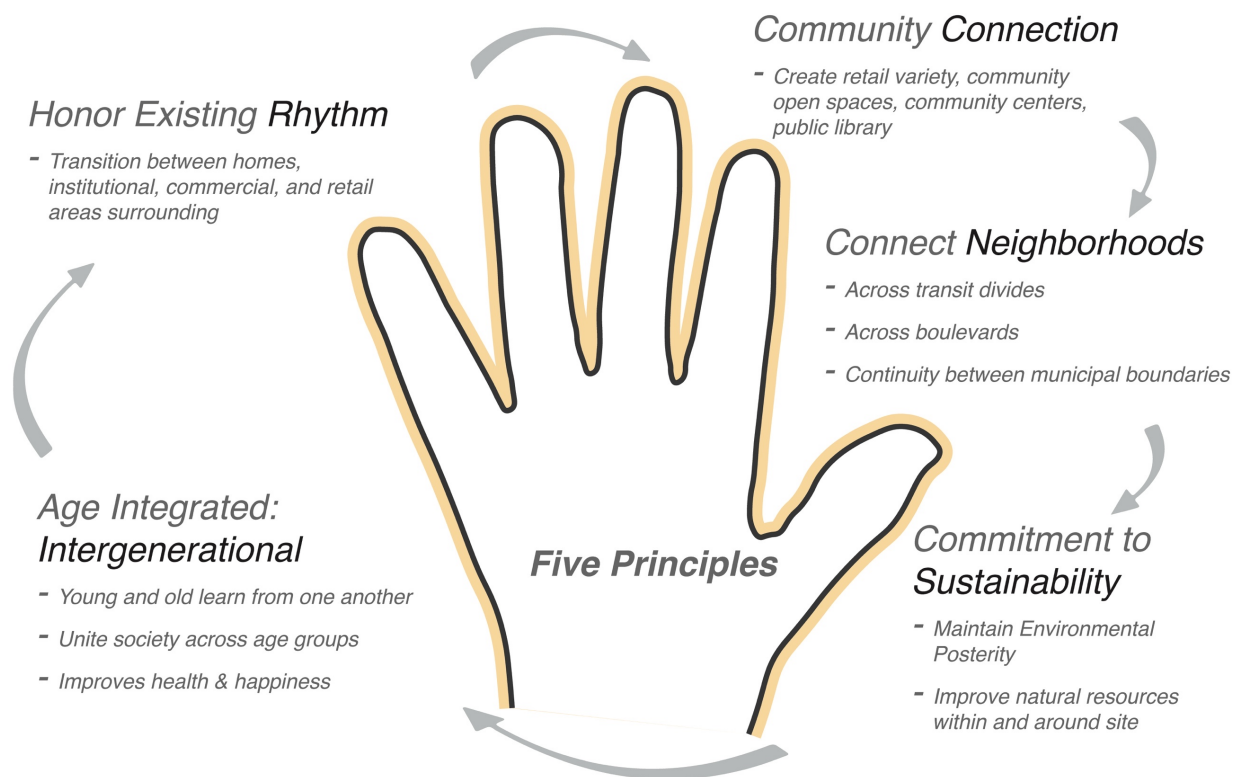 Community Connection
- Create retail variety, community
open spaces, community centers,
public library
Honor Existing Rhythm
- Transition between homes,
institutional, commercial, and retail
areas surrounding
Connect Neighborhoods
- Across transit divides
- Across boulevards
- Continuity between municipal boundaries
Age Integrated:
Intergenerational
- Young and old learn from one another
- Unite society across age groups
- Improves health & happiness
Five Principles
Commitment to
Sustainability
- Maintain Environmental
Posterity
- Improve natural resources
within and around site